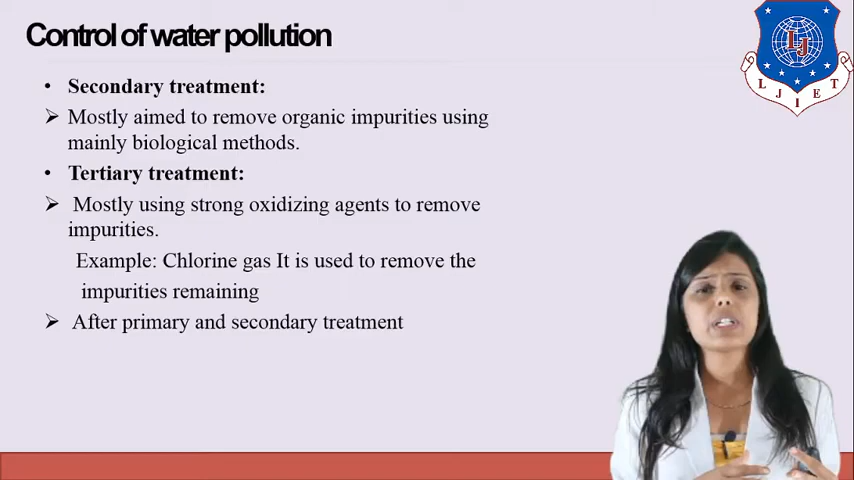 Control of water pollution
• Secondary treatment:
➢ Mostly aimed to remove organic impurities using
mainly biological methods.
• Tertiary treatment:
➢ Mostly using strong oxidizing agents to remove
impurities.
Example: Chlorine gas It is used to remove the
impurities remaining
➢ After primary and secondary treatment
LJ
L J I E T